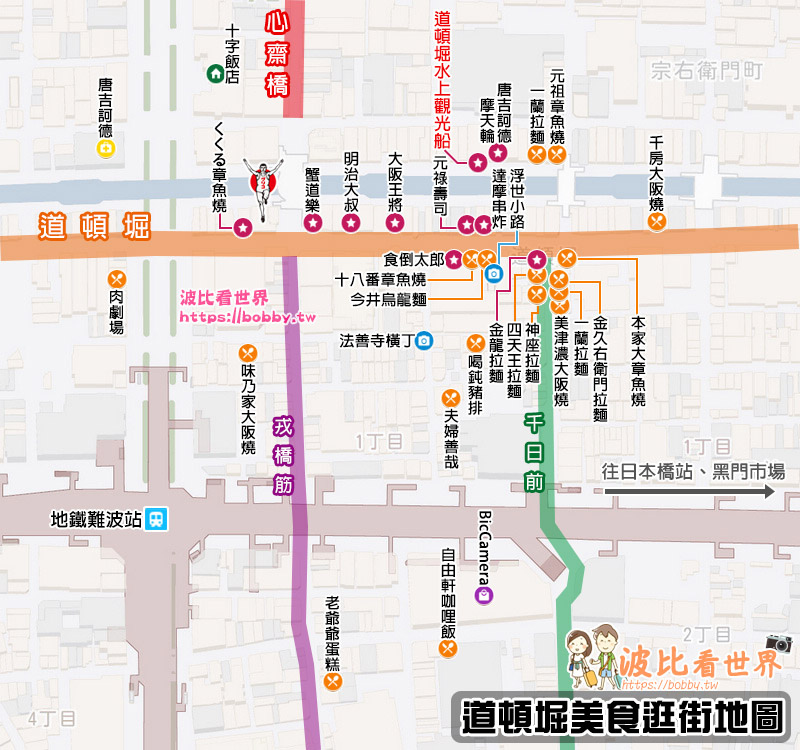 心齋橋
十字飯店
唐吉訶德
くくる章魚燒
蟹道樂
明治大叔
大阪王將
道頓堀水上觀光船
元祿壽司
唐吉訶德
摩天輪
達摩串炸
浮世小路
一蘭拉麵
元祖章魚燒
宗右衛門町
千房大阪燒
道頓堀
食倒太郎
十八番章魚燒
今井烏龍麵
肉劇場
波比看世界
https://bobby.tw
法善寺橫丁
味乃家大阪燒
喝鈍豬排
夫婦善哉
金龍拉麵
四天王拉麵
神座拉麵
美津濃大阪燒
一蘭拉麵
金久右衛門拉麵
本家大章魚燒
戎橋筋
千日前
1丁目
1丁目
往日本橋站、黑門市場
地鐵難波站
BicCamera
自由軒咖哩飯
老爺爺蛋糕
2丁目
4丁目
波比看世界
https://bobby.tw
道頓堀美食逛街地圖